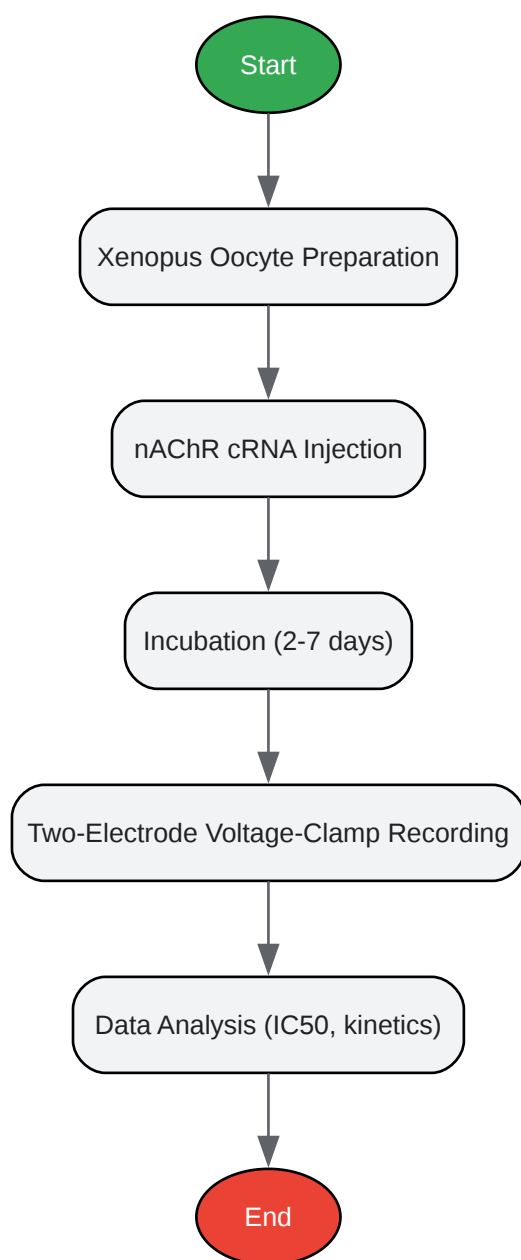 Start
Xenopus Oocyte Preparation
nAChR cRNA Injection
Incubation (2-7 days)
Two-Electrode Voltage-Clamp Recording
Data Analysis (IC50, kinetics)
End